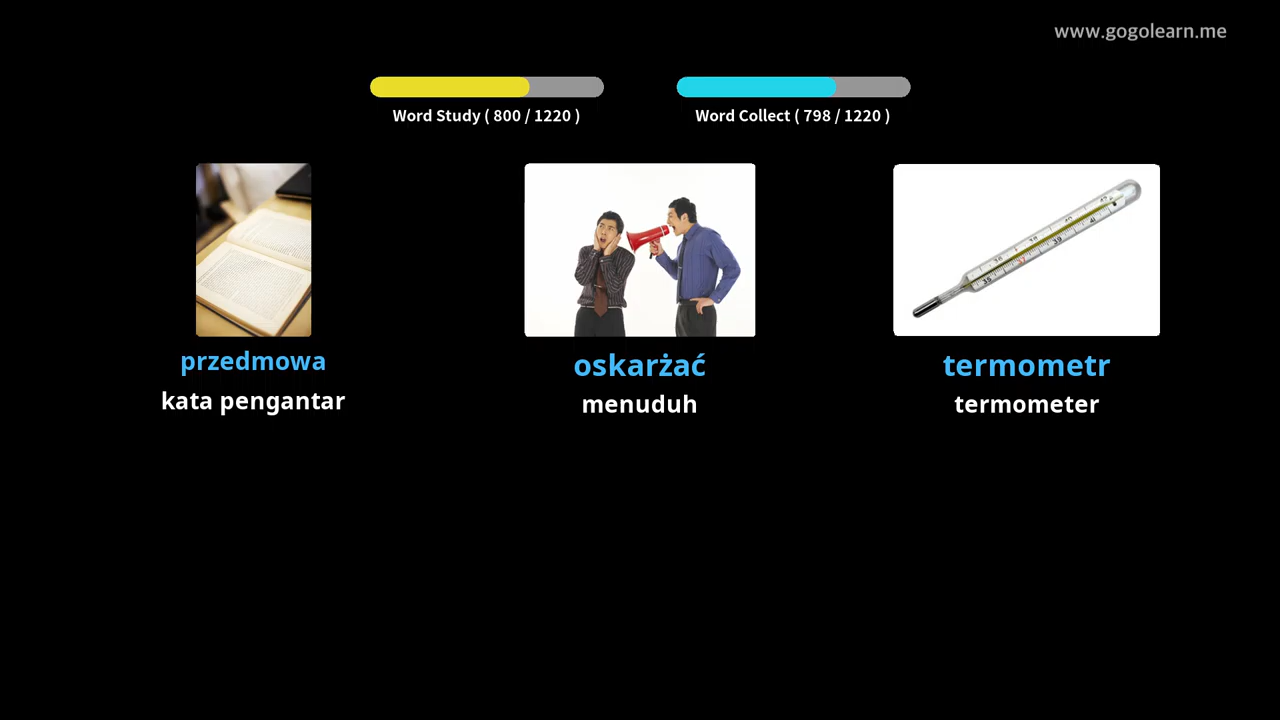 www.gogolearn.me
Word Study ( 800 / 1220 )
Word Collect ( 798 / 1220 )
przedmowa
kata pengantar
oskarżać
menuduh
termometr
termometer